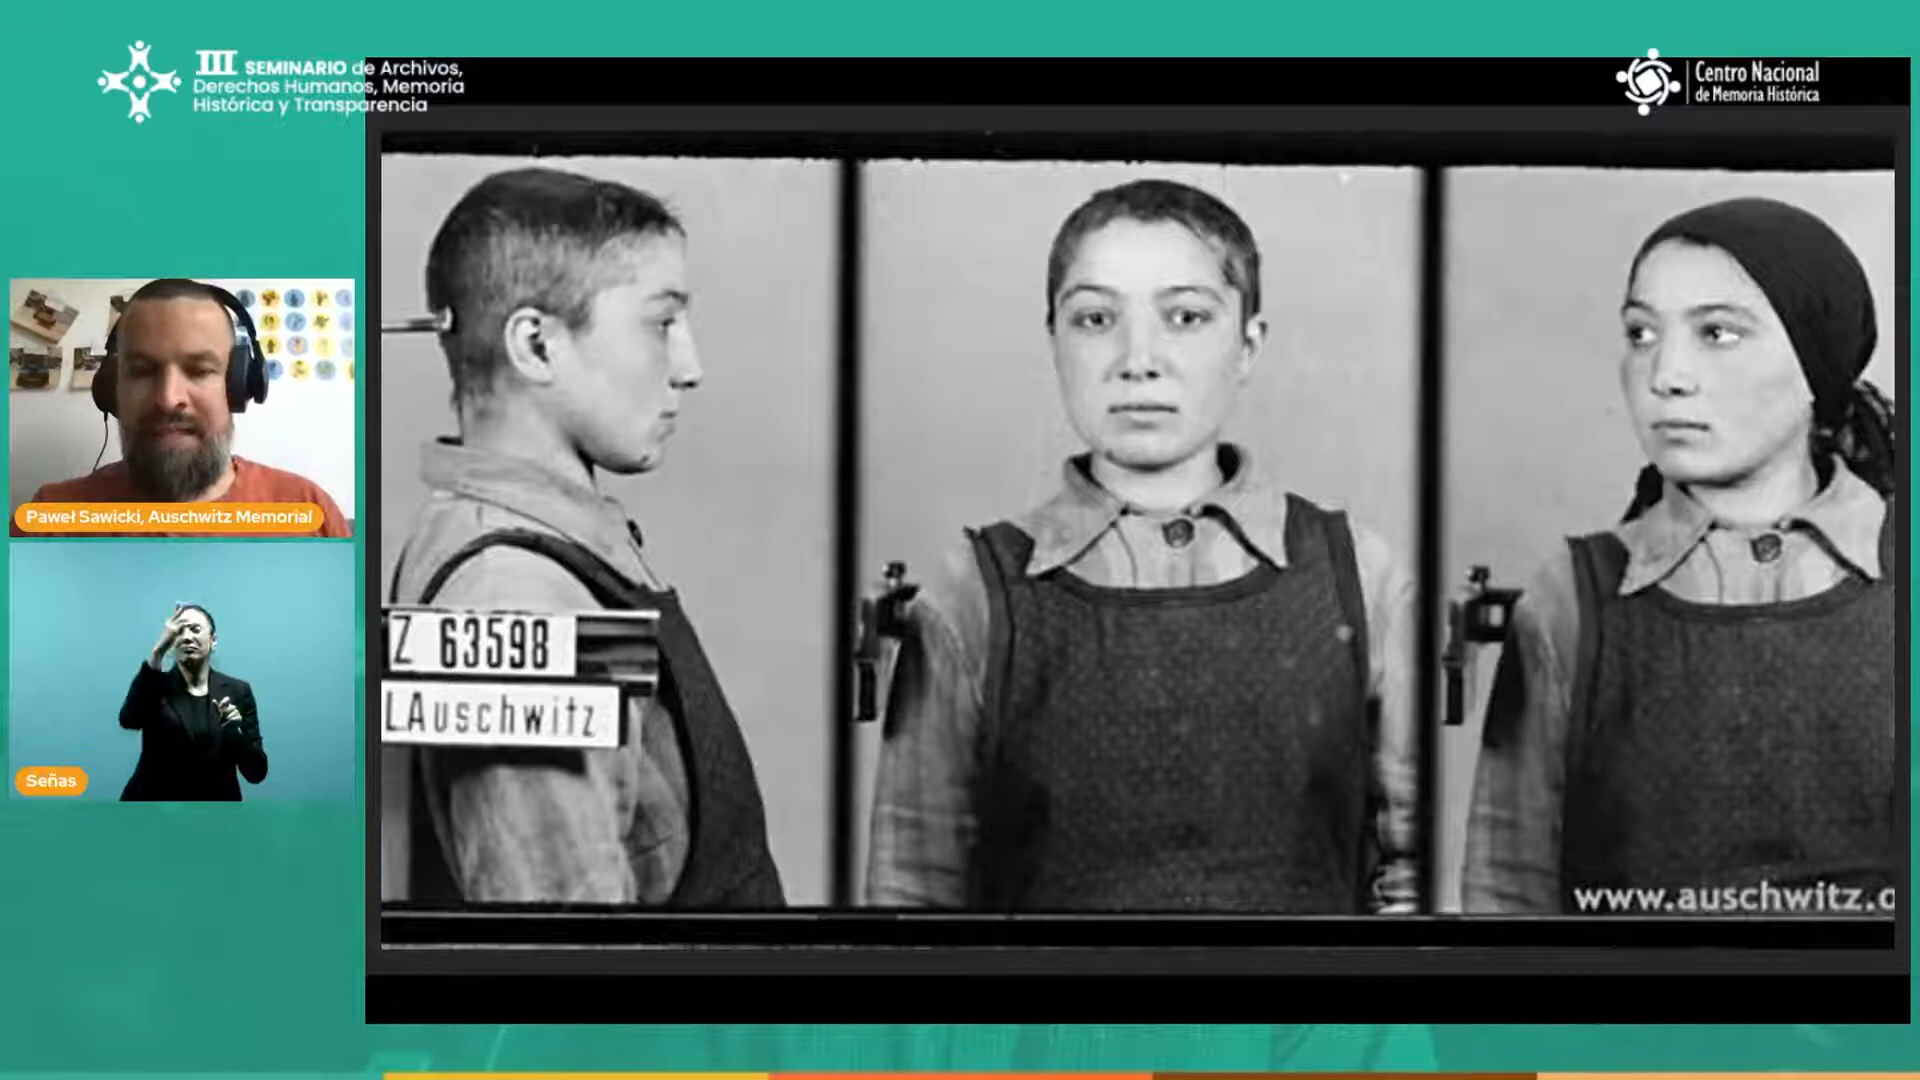 III SEMINARIO de Archivos,
Derechos Humanos, Memoria
Histórica y Transparencia
Centro Nacional
de Memoria Histórica
Paweł Sawicki, Auschwitz Memorial
Señas
Z 63598
LAuschwitz
www.auschwitz.o